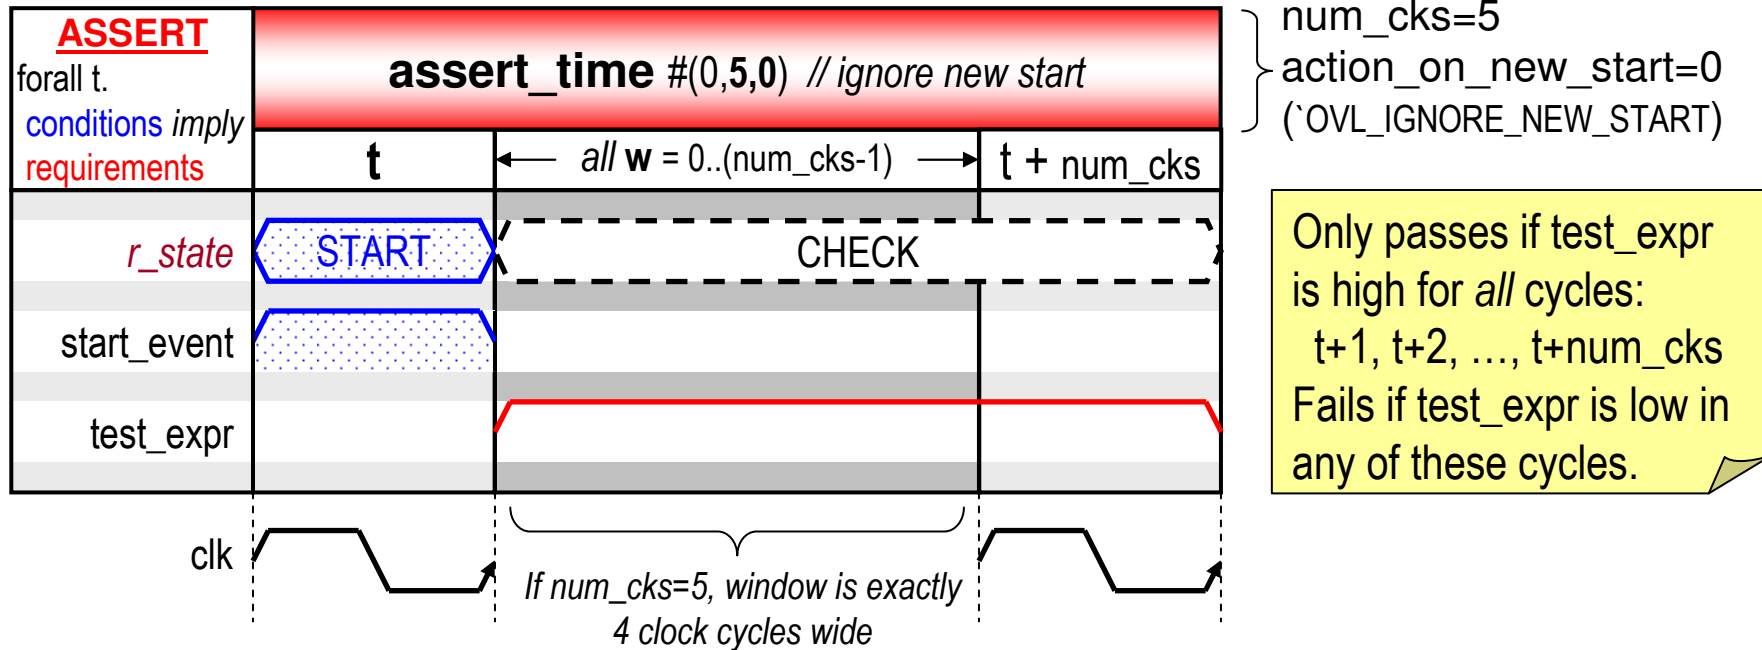 ASSERT
forall t.
conditions imply
requirements
assert_time #(0,5,0) // ignore new start
num_cks=5
action_on_new_start=0
(`OVL_IGNORE_NEW_START)
t
all w = 0..(num_cks-1)
t + num_cks
r_state
START
CHECK
start_event
test_expr
clk
If num_cks=5, window is exactly
4 clock cycles wide
Only passes if test_expr
is high for all cycles:
t+1, t+2, …, t+num_cks
Fails if test_expr is low in
any of these cycles.